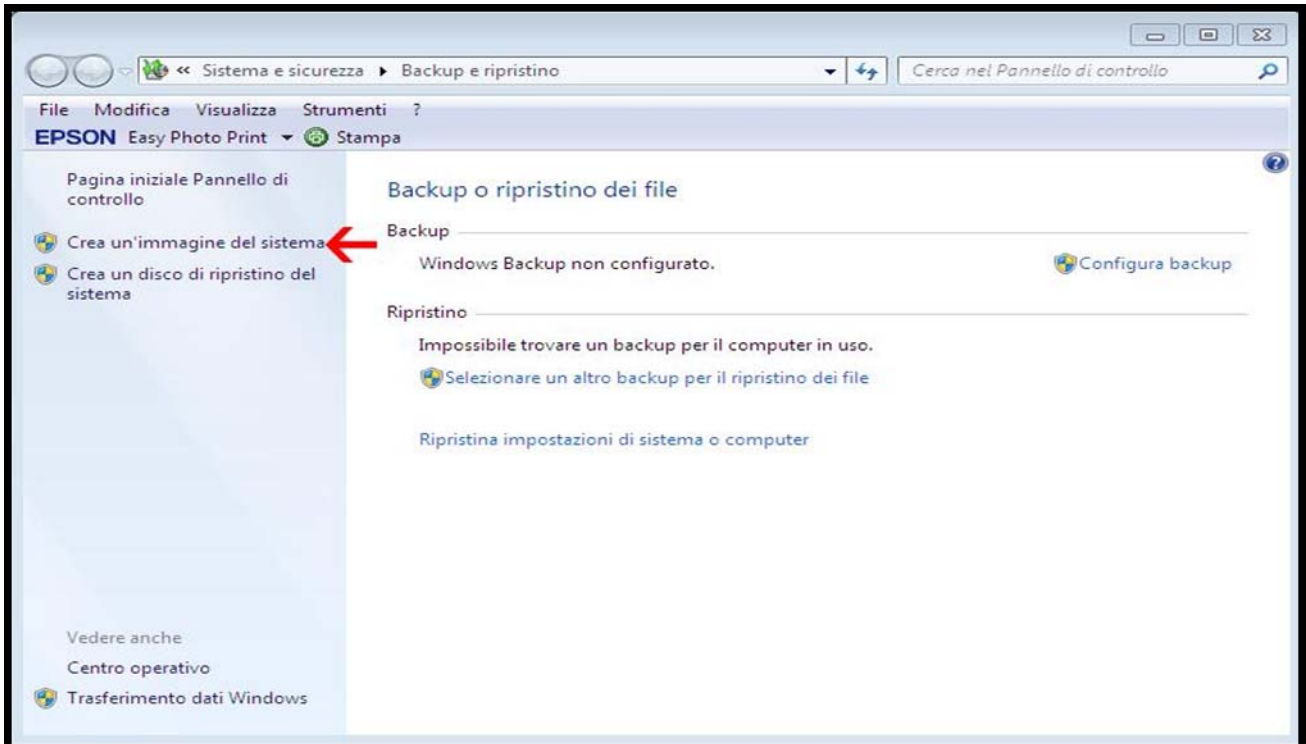 « Sistema e sicurezza ▸ Backup e ripristino
Cerca nel Pannello di controllo
File Modifica Visualizza Strumenti ?
EPSON Easy Photo Print Stampa
Pagina iniziale Pannello di
controllo
Crea un'immagine del sistema
Crea un disco di ripristino del
sistema
Backup o ripristino dei file
Backup
Windows Backup non configurato.
Configura backup
Ripristino
Impossibile trovare un backup per il computer in uso.
Selezionare un altro backup per il ripristino dei file
Ripristina impostazioni di sistema o computer
Vedere anche
Centro operativo
Trasferimento dati Windows